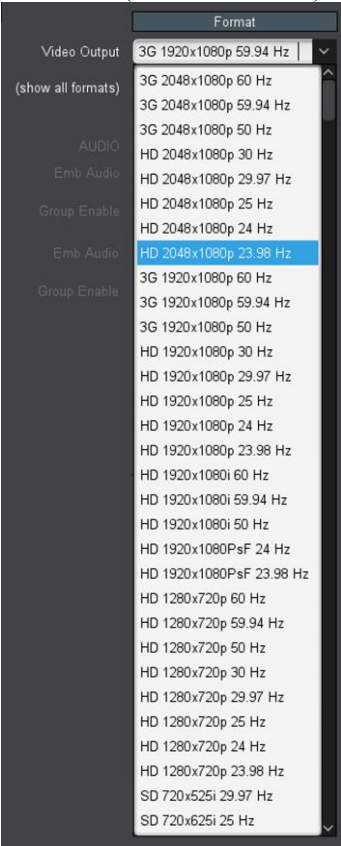 Format
Video Output 3G 1920x1080p 59.94 Hz
(show all formats)
AUDIO
Emb Audio
Group Enable
Emb Audio
Group Enable
3G 2048x1080p 60 Hz
3G 2048x1080p 59.94 Hz
3G 2048x1080p 50 Hz
HD 2048x1080p 30 Hz
HD 2048x1080p 29.97 Hz
HD 2048x1080p 25 Hz
HD 2048x1080p 24 Hz
HD 2048x1080p 23.98 Hz
3G 1920x1080p 60 Hz
3G 1920x1080p 59.94 Hz
3G 1920x1080p 50 Hz
HD 1920x1080p 30 Hz
HD 1920x1080p 29.97 Hz
HD 1920x1080p 25 Hz
HD 1920x1080p 24 Hz
HD 1920x1080p 23.98 Hz
HD 1920x1080i 60 Hz
HD 1920x1080i 59.94 Hz
HD 1920x1080i 50 Hz
HD 1920x1080PsF 24 Hz
HD 1920x1080PsF 23.98 Hz
HD 1280x720p 60 Hz
HD 1280x720p 59.94 Hz
HD 1280x720p 50 Hz
HD 1280x720p 30 Hz
HD 1280x720p 29.97 Hz
HD 1280x720p 25 Hz
HD 1280x720p 24 Hz
HD 1280x720p 23.98 Hz
SD 720x525i 29.97 Hz
SD 720x625i 25 Hz